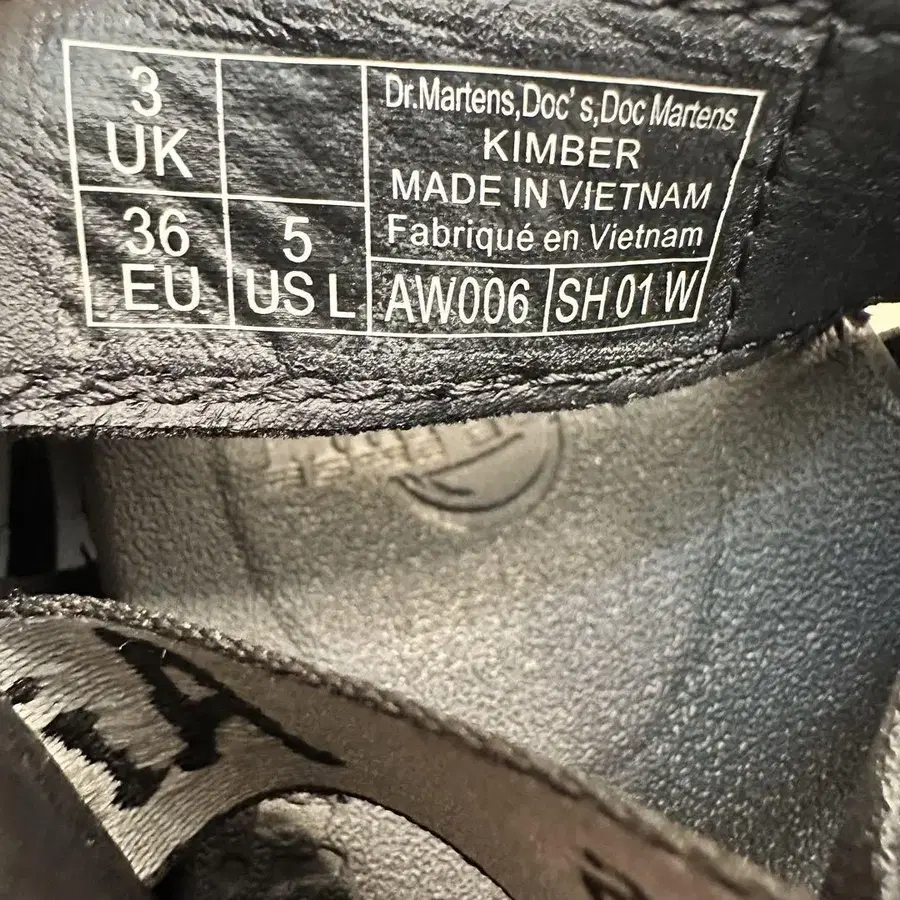 3
UK
36
EU
5
US L
Dr.Martens,Doc's,Doc Martens
KIMBER
MADE IN VIETNAM
Fabriqué en Vietnam
AW006
SH 01 W